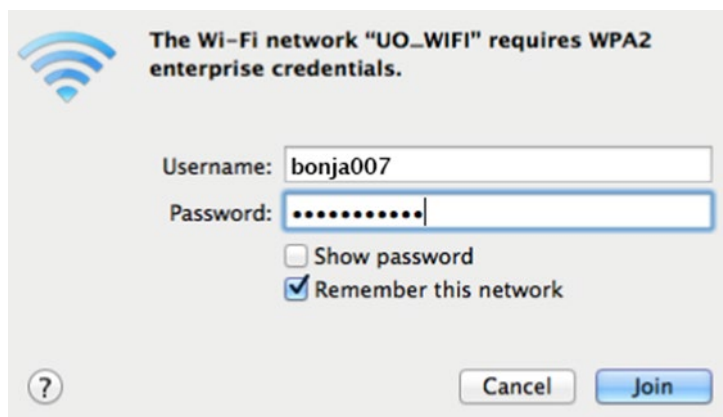 The Wi-Fi network “UO_WIFI" requires WPA2
enterprise credentials.
Username: bonja007
Password: •••••••••••
Show password
Remember this network
? Cancel Join